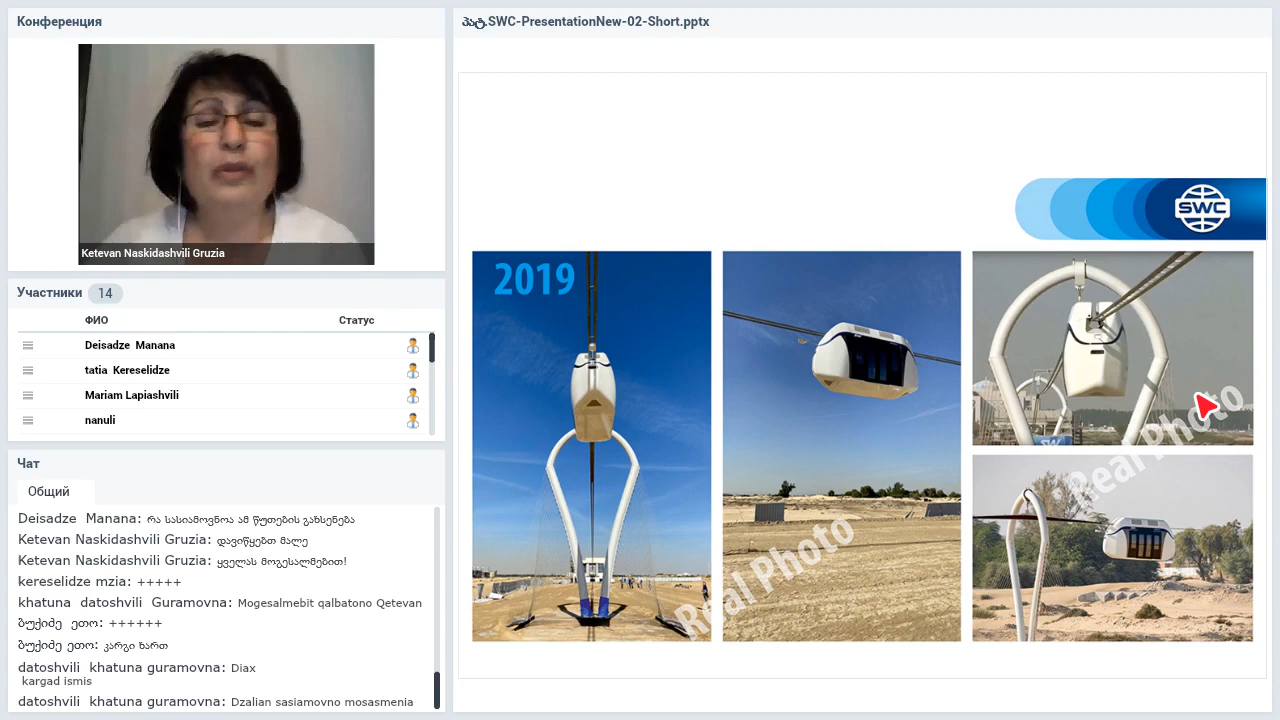 Конференция
Ketevan Naskidashvili Gruzia
Участники 14
ФИО Статус
Deisadze Manana
tatia Kereselidze
Mariam Lapiashvili
nanuli
Чат
Общий
Deisadze Manana: რა სასიამოვნოა ამ წუთების გახსენება
Ketevan Naskidashvili Gruzia: დავიწყებთ მალე
Ketevan Naskidashvili Gruzia: ყველას მოგესალმებით!
kereselidze mzia: +++++
khatuna datoshvili Guramovna: Mogesalmebit qalbatono Qetevan
ბუქიძე ეთო: ++++++
ბუქიძე ეთო: კარგი ხართ
datoshvili khatuna guramovna: Diax
kargad ismis
datoshvili khatuna guramovna: Dzalian sasiamovno mosasmenia
პატ.SWC-PresentationNew-02-Short.pptx
SWC
2019
Real Photo
Real Photo